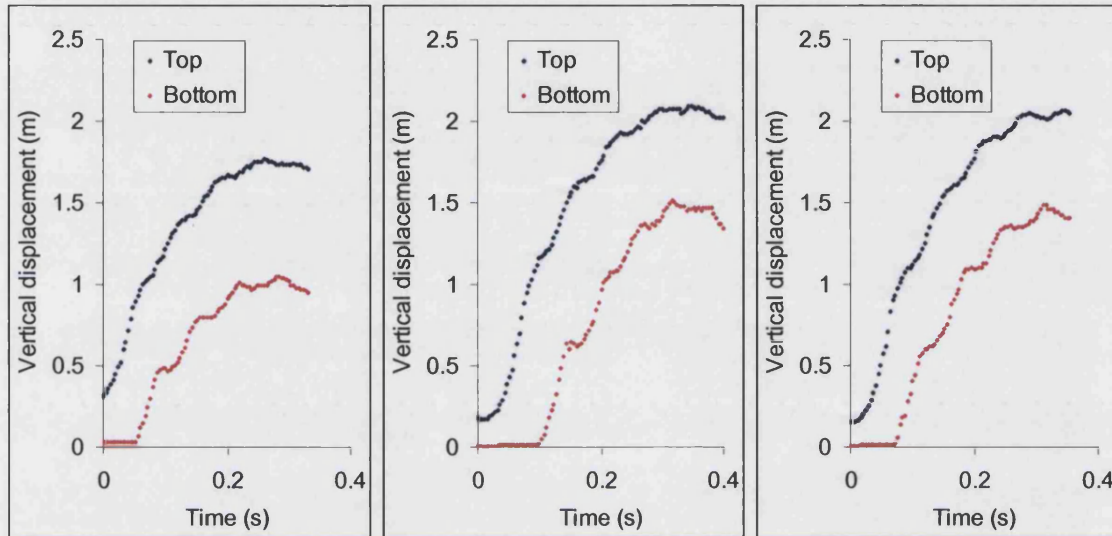 2.5
2
1.5
1
0.5
0
Vertical displacement (m)
Top
Bottom
0
0.2
0.4
Time (s)
2.5
2
1.5
1
0.5
0
Vertical displacement (m)
Top
Bottom
0
0.2
0.4
Time (s)
2.5
2
1.5
1
0.5
0
Vertical displacement (m)
Top
Bottom
0
0.2
0.4
Time (s)